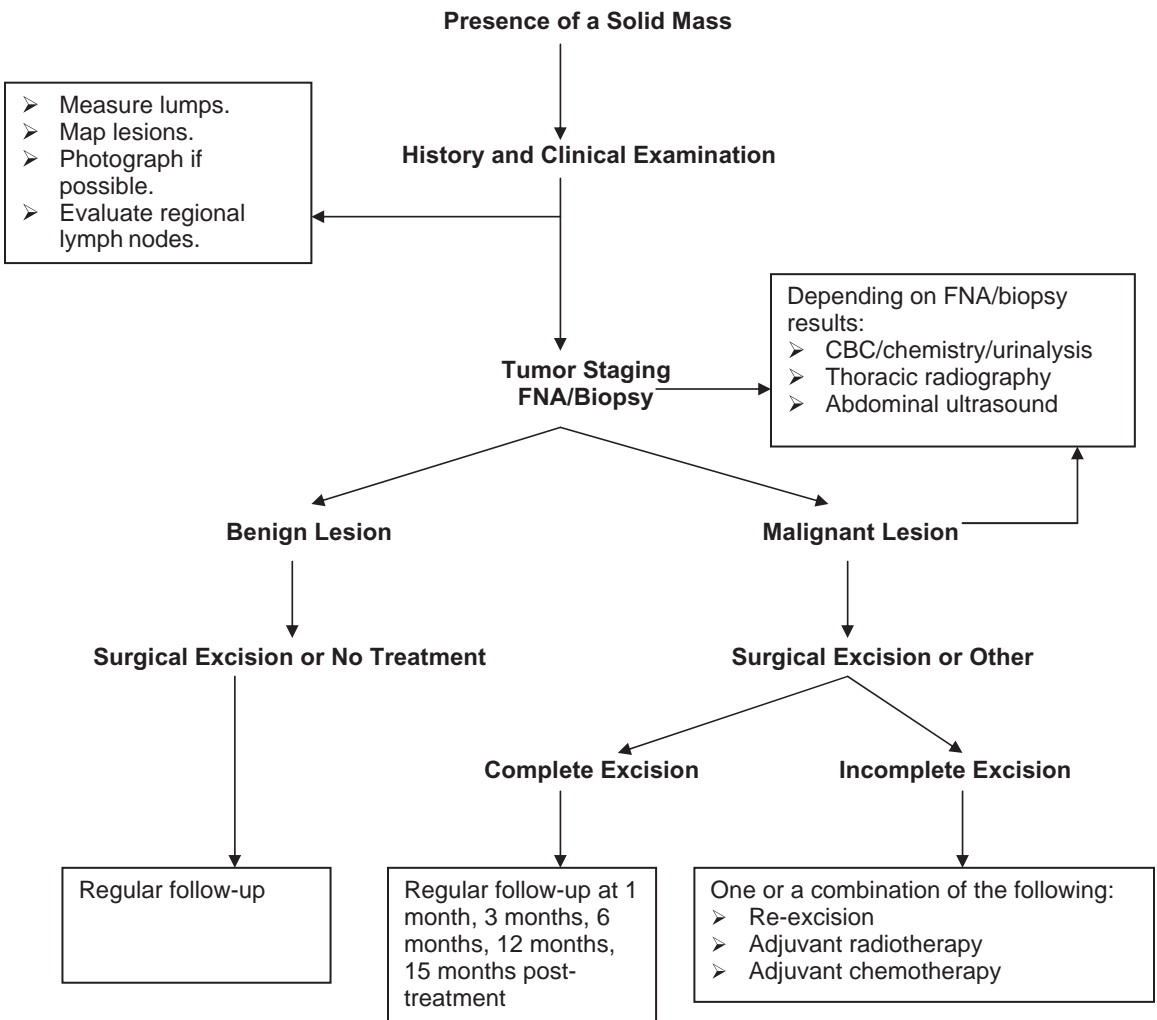 Presence of a Solid Mass
➢ Measure lumps.
➢ Map lesions.
➢ Photograph if
possible.
➢ Evaluate regional
lymph nodes.
History and Clinical Examination
Depending on FNA/biopsy
results:
➢ CBC/chemistry/urinalysis
➢ Thoracic radiography
➢ Abdominal ultrasound
Tumor Staging
FNA/Biopsy
Benign Lesion
Malignant Lesion
Surgical Excision or No Treatment
Surgical Excision or Other
Complete Excision
Incomplete Excision
Regular follow-up
Regular follow-up at 1
month, 3 months, 6
months, 12 months,
15 months post-
treatment
One or a combination of the following:
➢ Re-excision
➢ Adjuvant radiotherapy
➢ Adjuvant chemotherapy